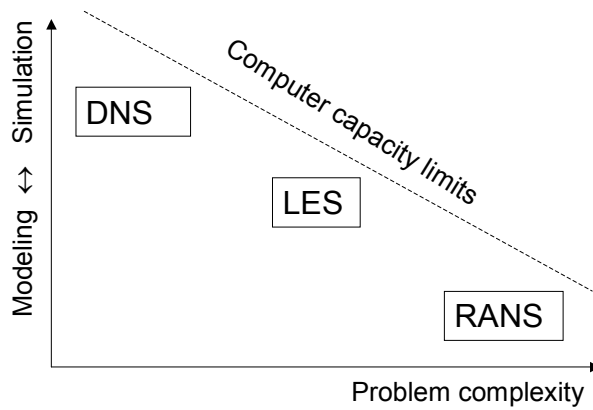 Modeling ↔ Simulation
DNS
Computer capacity limits
LES
RANS
Problem complexity